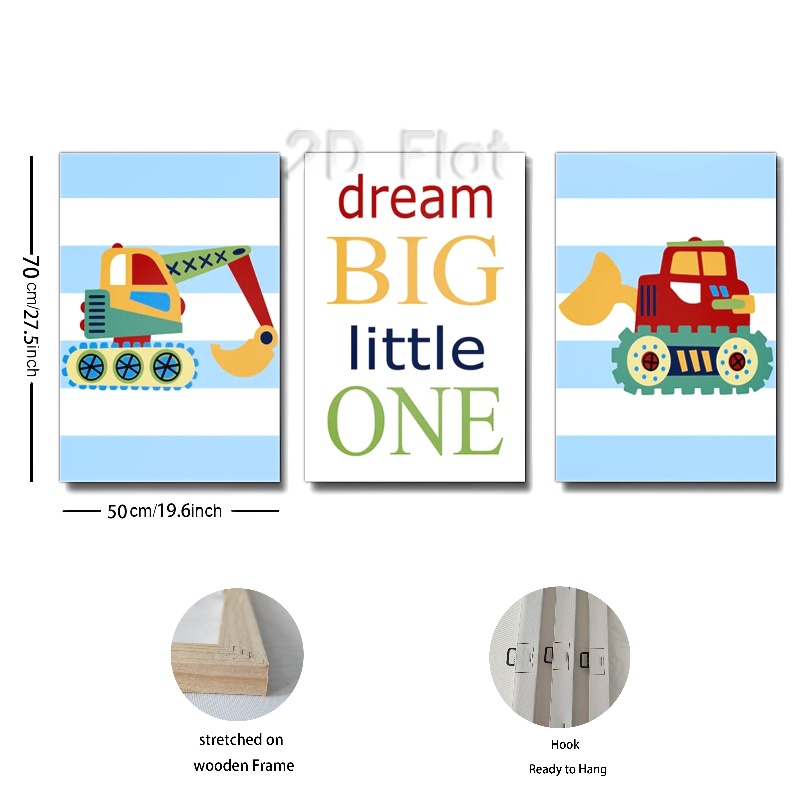 2D Flat
dream
BIG
little
ONE
70 cm/27.5inch
50cm/19.6inch
stretched on
wooden Frame
Hook
Ready to Hang